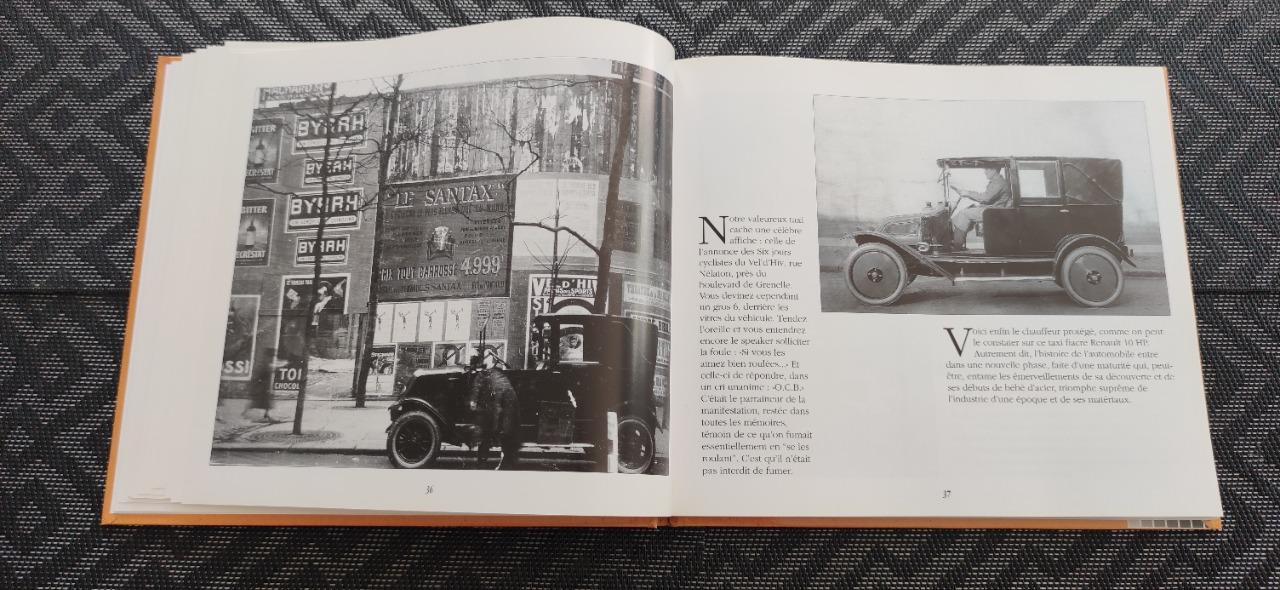 BITTER
BYRRH
BYRRH
BITTER
BYRRH
BYRRH
SECRESTAT
SSI
TOI
CHOCOL
"LE SANTAX"
4.999
VEL D'HIV
36
Notre valeureux taxi
cache une célèbre
affiche : celle de
l'annonce des Six jours
cyclistes du Vel'd'Hiv, rue
Nélaton, près du
boulevard de Grenelle.
Vous devinez cependant
un gros 6, derrière les
vitres du véhicule. Tendez
l'oreille et vous entendrez
encore le speaker solliciter
la foule : «Si vous les
aimez bien roulées...» Et
celle-ci de répondre, dans
un cri unanime : «O.C.B.»
C'était le parraineur de la
manifestation, restée dans
toutes les mémoires,
témoin de ce qu'on fumait
essentiellement en "se les
roulant". C'est qu'il n'était
pas interdit de fumer.
Voici enfin le chauffeur protégé, comme on peut
le constater sur ce taxi fiacre Renault 10 HP.
Autrement dit, l'histoire de l'automobile entre
dans une nouvelle phase, faite d'une maturité qui, peut-
être, entame les émerveillements de sa découverte et de
ses débuts de bébé d'acier, triomphe suprême de
l'industrie d'une époque et de ses matériaux.
37